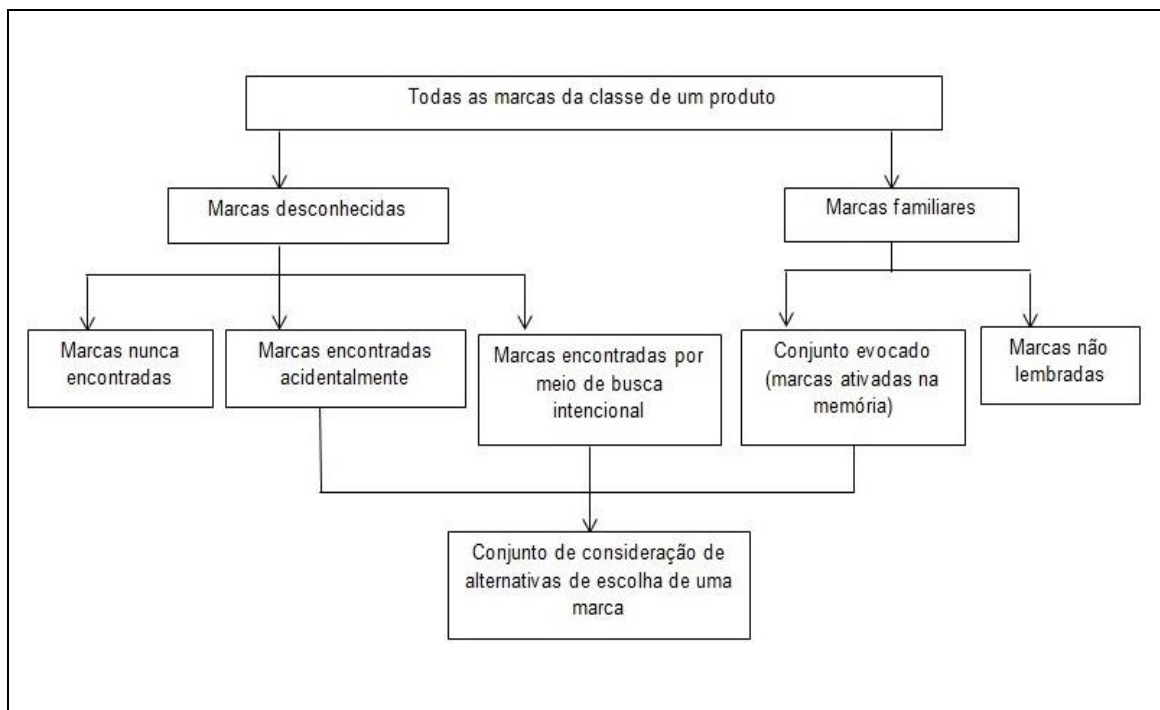 Todas as marcas da classe de um produto
Marcas desconhecidas
Marcas familiares
Marcas nunca
encontradas
Marcas encontradas
acidentalmente
Marcas encontradas por
meio de busca
intencional
Conjunto evocado
(marcas ativadas na
memória)
Marcas não
lembradas
Conjunto de consideração de
alternativas de escolha de uma
marca